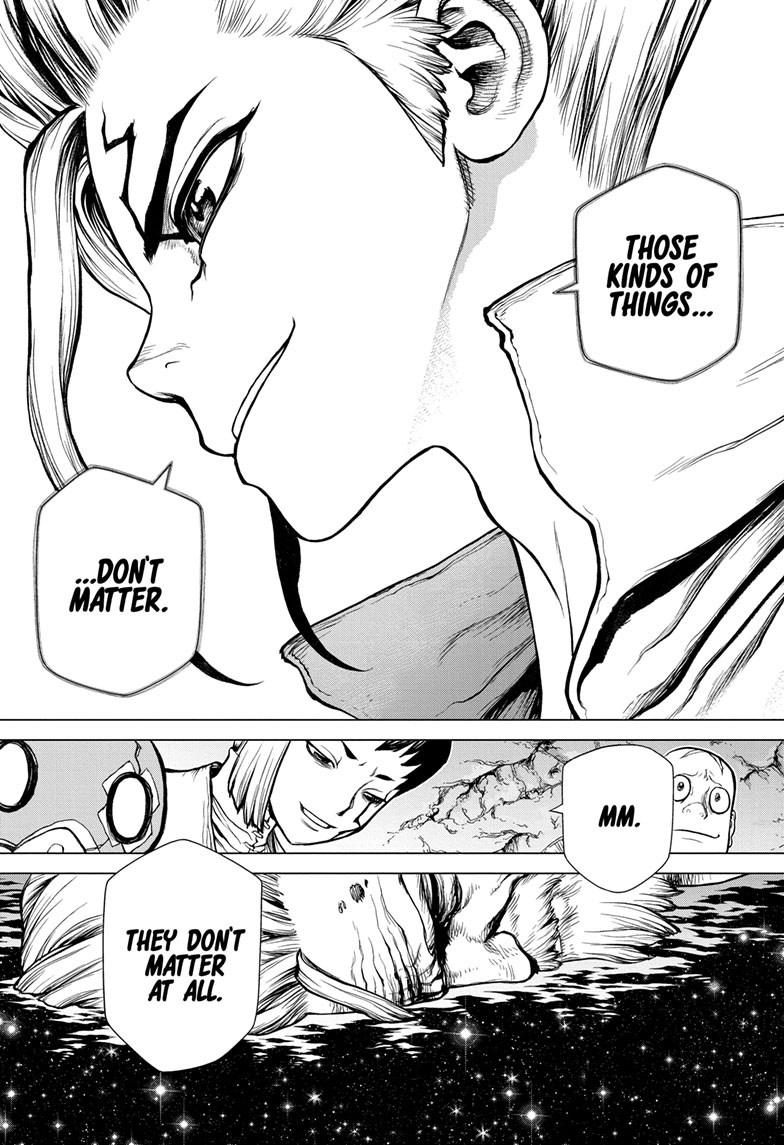 THOSE
KINDS OF
THINGS...
...DON'T
MATTER.
MM.
THEY DON'T
MATTER
AT ALL.